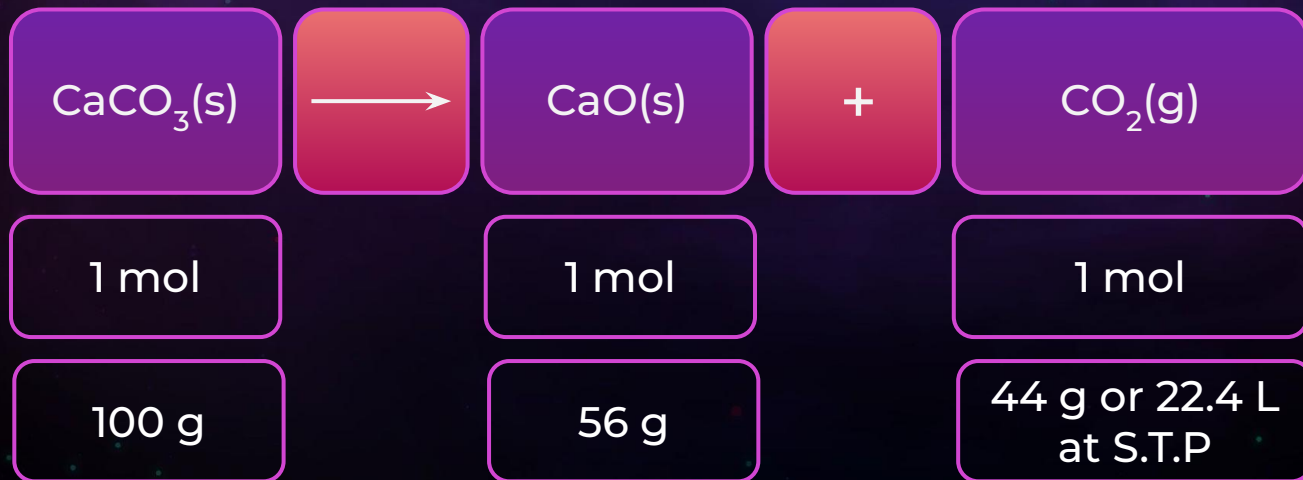 CaCO₃(s) ⟶ CaO(s) + CO₂(g)
1 mol 1 mol 1 mol
100 g 56 g 44 g or 22.4 L
at S.T.P